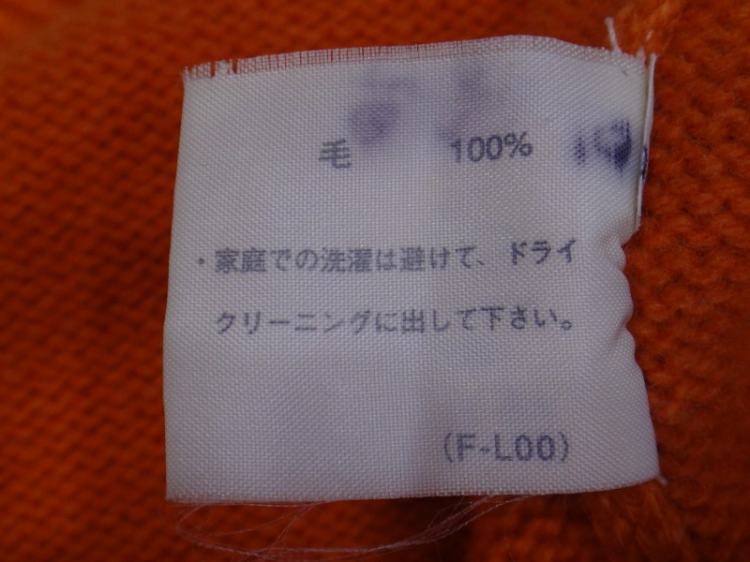 毛 100%
・家庭での洗濯は避けて、ドライ
クリーニングに出して下さい。
(F-L00)